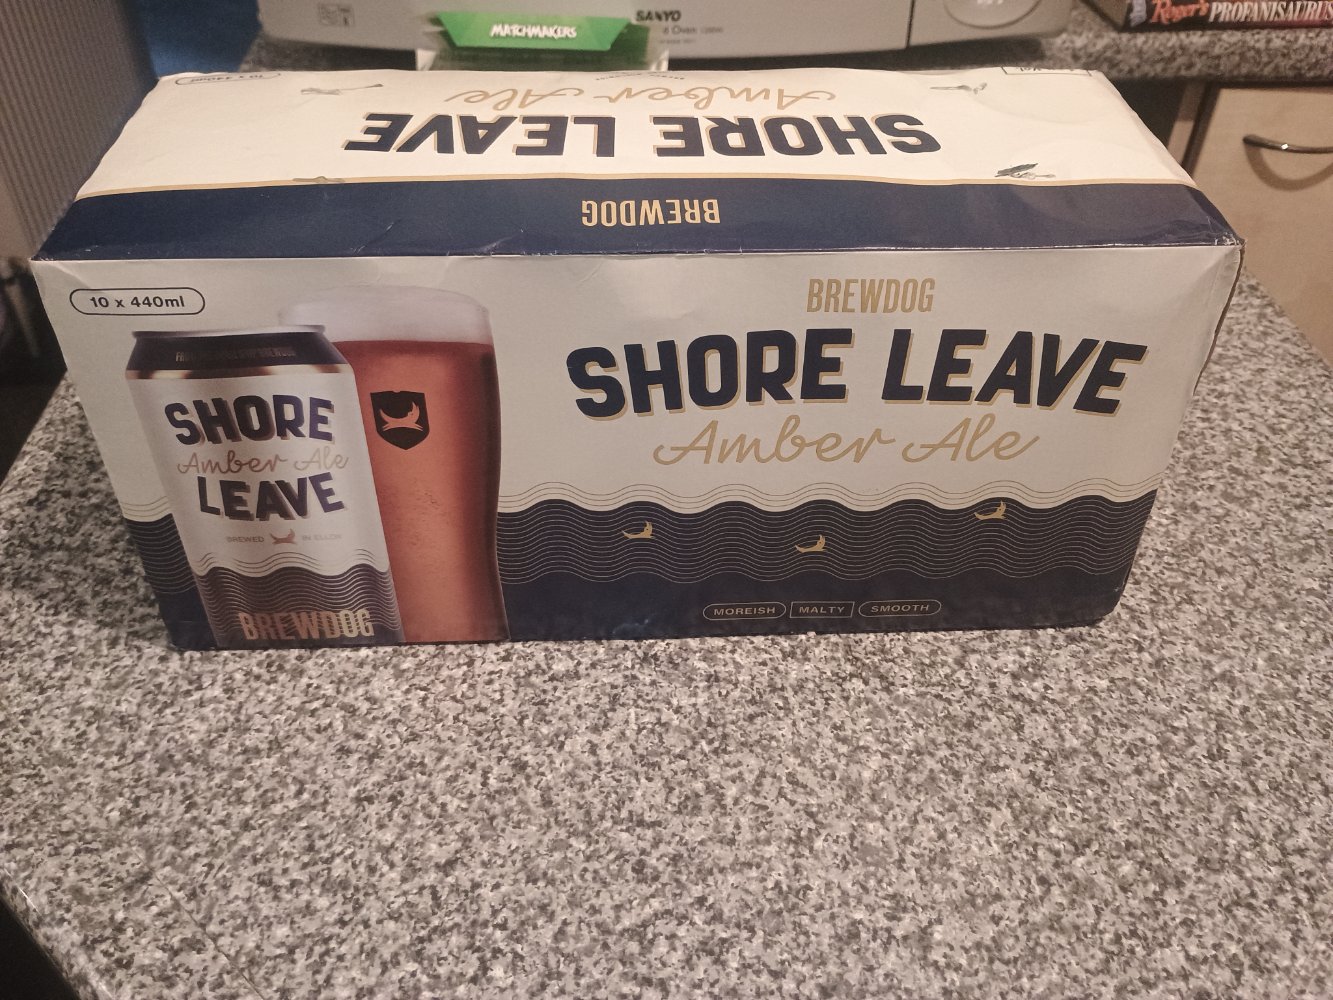 SANYO
MATCHMAKERS
Roger's PROFANISAURUS
Amber Ale
SHORE LEAVE
BREWDOG
10 x 440ml
BREWDOG
SHORE LEAVE
Amber Ale
SHORE
Amber Ale
LEAVE
BREWED IN ELLON
BREWDOG
MOREISH MALTY SMOOTH